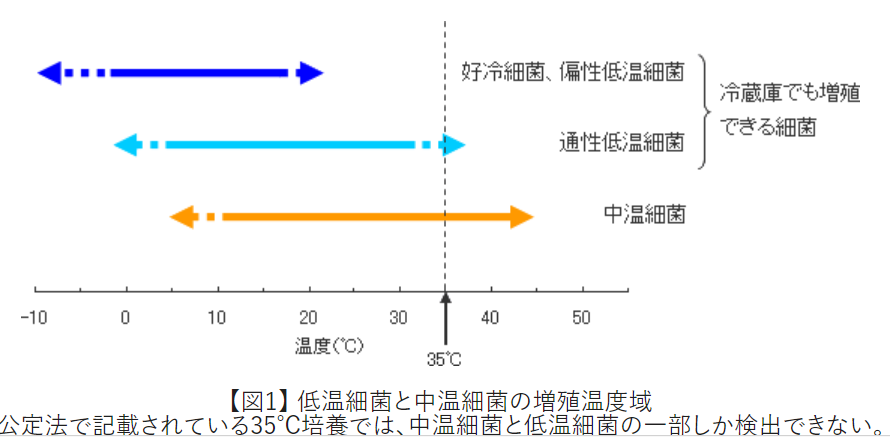 好冷細菌、偏性低温細菌
冷蔵庫でも増殖
できる細菌
通性低温細菌
中温細菌
-10 0 10 20 30 40 50
温度(℃)
35℃
【図1】低温細菌と中温細菌の増殖温度域
公定法で記載されている35℃培養では、中温細菌と低温細菌の一部しか検出できない。